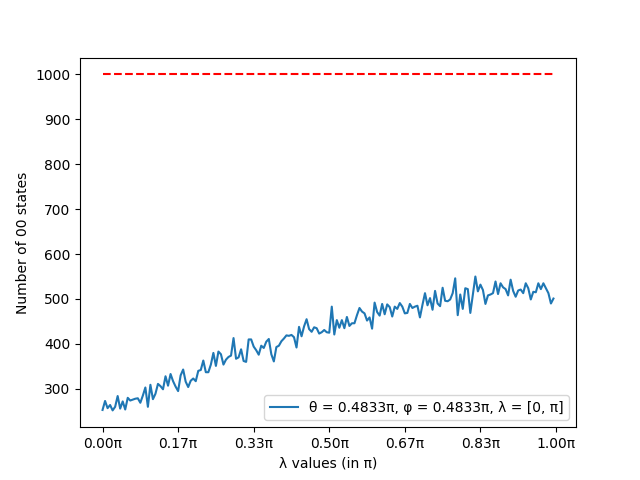 1000
900
800
700
600
500
400
300
Number of 00 states
θ = 0.4833π, φ = 0.4833π, λ = [0, π]
0.00π 0.17π 0.33π 0.50π 0.67π 0.83π 1.00π
λ values (in π)